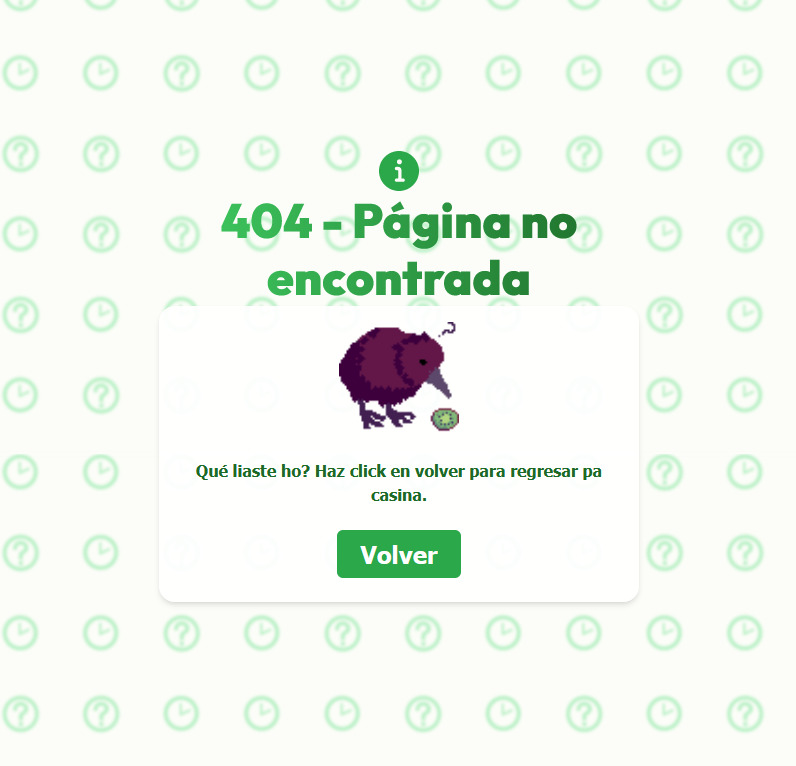 404 - Página no
encontrada
Qué liaste ho? Haz click en volver para regresar pa
casina.
Volver